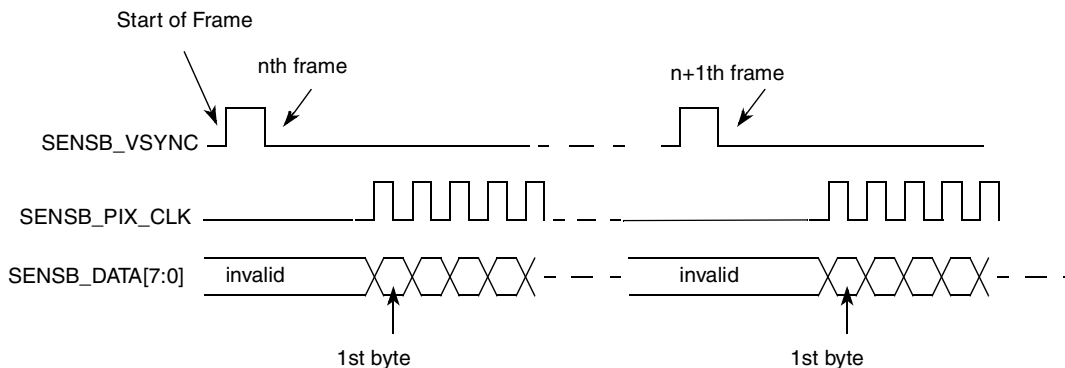 Start of Frame
nth frame
n+1th frame
SENSB_VSYNC
SENSB_PIX_CLK
SENSB_DATA[7:0]
invalid
invalid
1st byte
1st byte